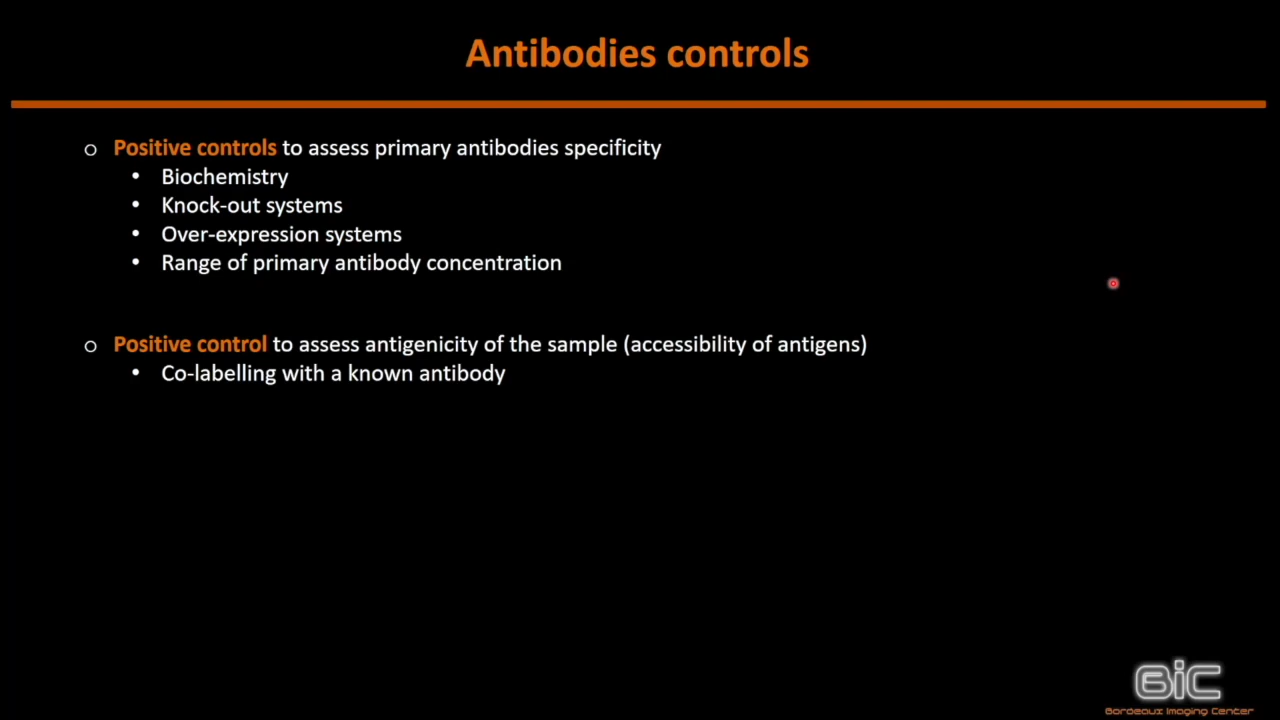 Antibodies controls
o Positive controls to assess primary antibodies specificity
• Biochemistry
• Knock-out systems
• Over-expression systems
• Range of primary antibody concentration
o Positive control to assess antigenicity of the sample (accessibility of antigens)
• Co-labelling with a known antibody
BiC
Bordeaux Imaging Center